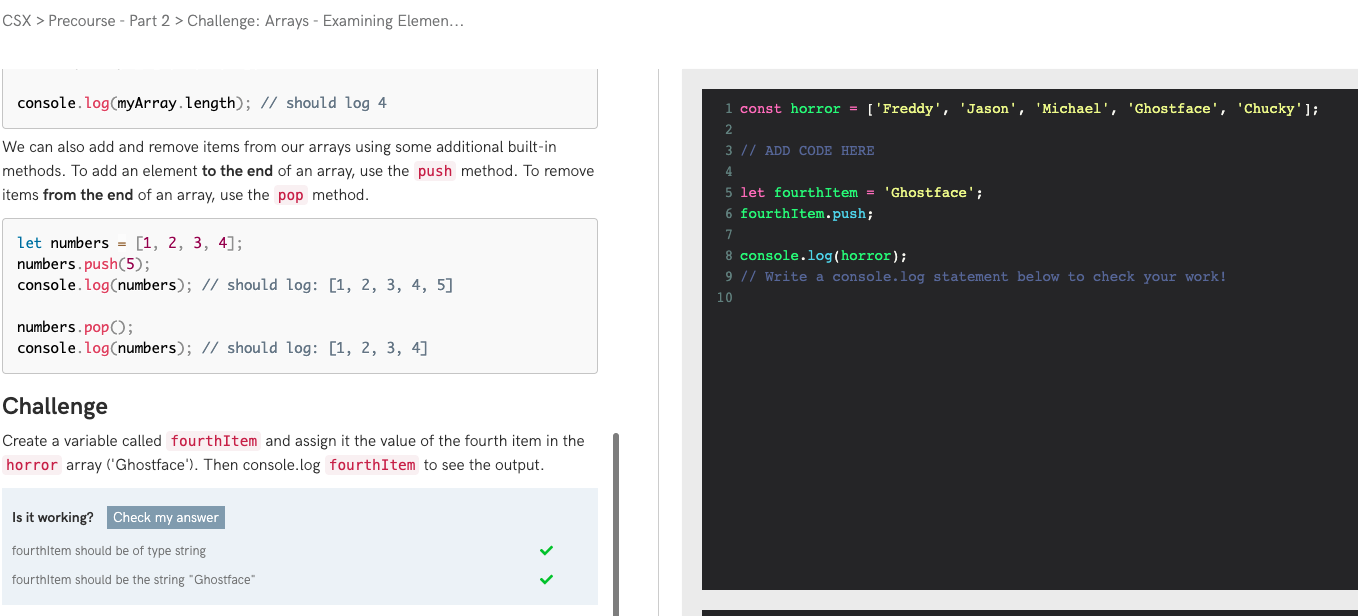 CSX > Precourse - Part 2 > Challenge: Arrays - Examining Elemen...
console.log(myArray.length); // should log 4
We can also add and remove items from our arrays using some additional built-in
methods. To add an element to the end of an array, use the push method. To remove
items from the end of an array, use the pop method.
let numbers = [1, 2, 3, 4];
numbers.push(5);
console.log(numbers); // should log: [1, 2, 3, 4, 5]
numbers.pop();
console.log(numbers); // should log: [1, 2, 3, 4]
Challenge
Create a variable called fourthItem and assign it the value of the fourth item in the
horror array ('Ghostface'). Then console.log fourthItem to see the output.
Is it working? Check my answer
fourthItem should be of type string
fourthItem should be the string "Ghostface"
1 const horror = ['Freddy', 'Jason', 'Michael', 'Ghostface', 'Chucky'];
2
3 // ADD CODE HERE
4
5 let fourthItem = 'Ghostface';
6 fourthItem.push;
7
8 console.log(horror);
9 // Write a console.log statement below to check your work!
10